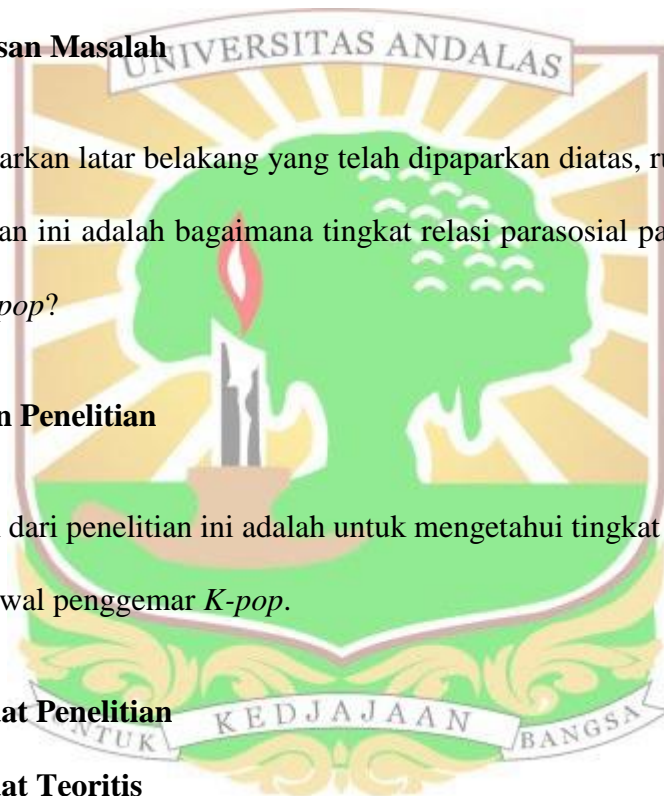 san Masalah
UNIVERSITAS ANDALAS
arkan latar belakang yang telah dipaparkan diatas, ru
an ini adalah bagaimana tingkat relasi parasosial pa
pop?
n Penelitian
dari penelitian ini adalah untuk mengetahui tingkat
wal penggemar K-pop.
at Penelitian
UNTUK KEDJAJAAN BANGSA
at Teoritis